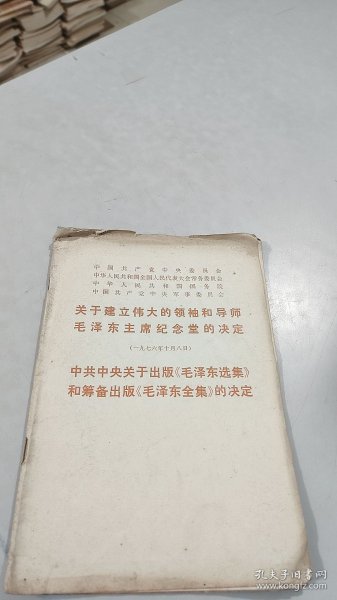 中国共产党中央委员会
中华人民共和国全国人民代表大会常务委员会
中华人民共和国国务院
中国共产党中央军事委员会
关于建立伟大的领袖和导师
毛泽东主席纪念堂的决定
(一九七六年十月八日)
中共中央关于出版《毛泽东选集》
和筹备出版《毛泽东全集》的决定
孔夫子旧书网